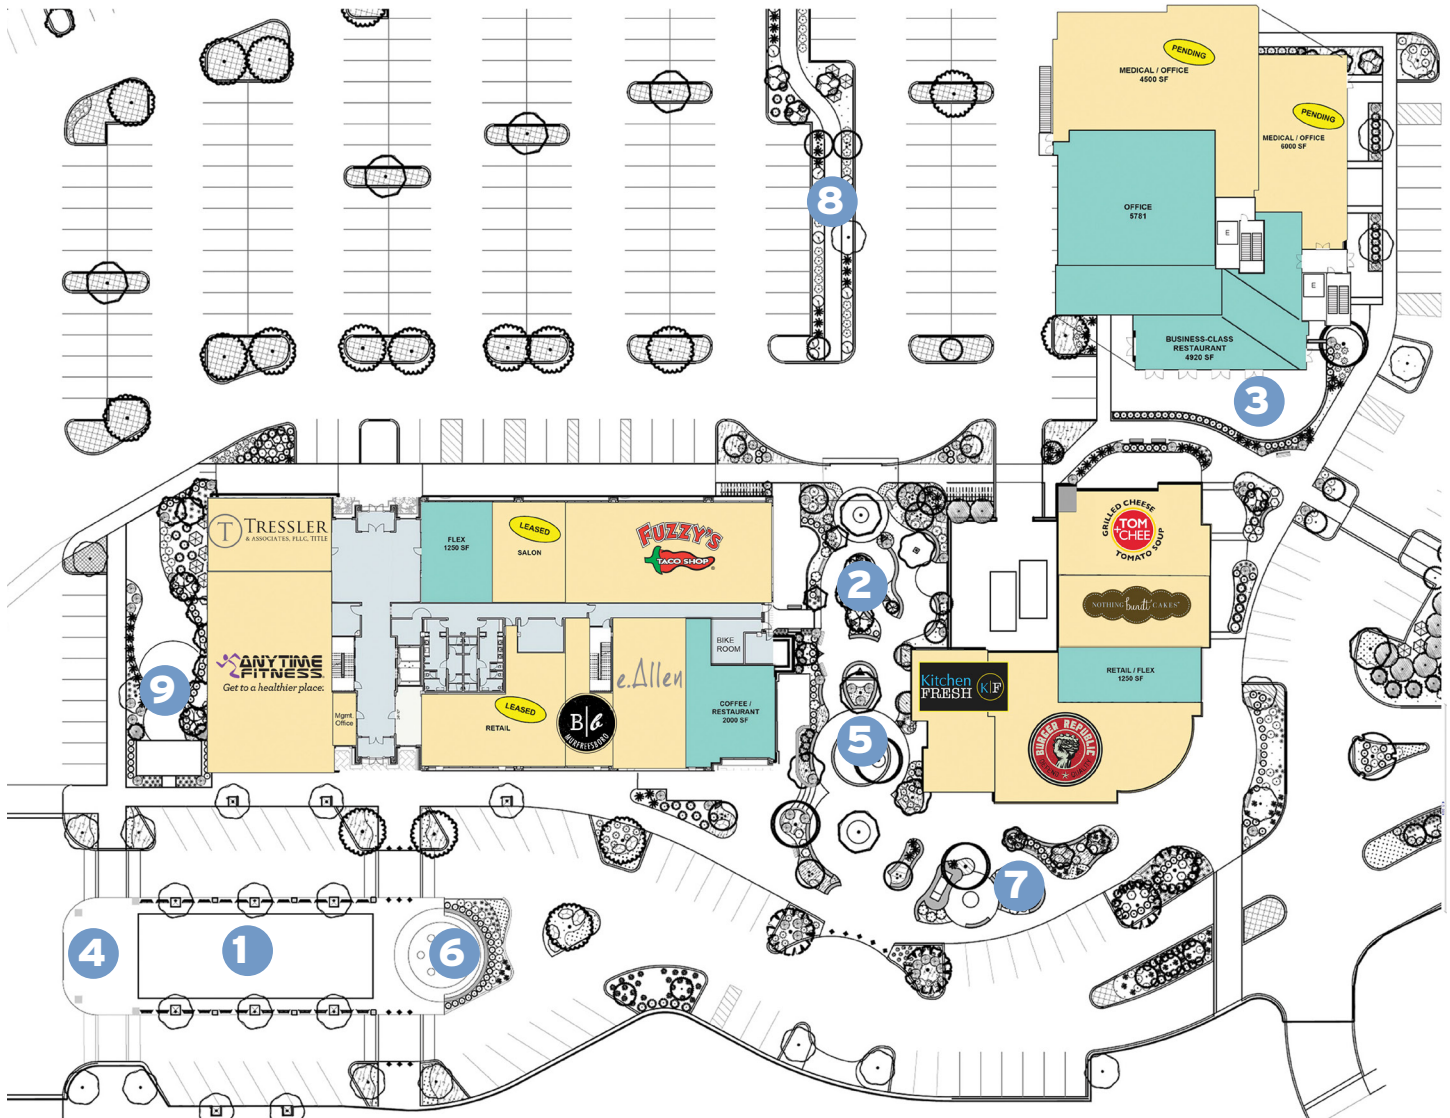 PENDING
MEDICAL / OFFICE
4500 SF
PENDING
MEDICAL / OFFICE
6000 SF
8
OFFICE
5781
E
E
BUSINESS-CLASS
RESTAURANT
4920 SF
3
T
TRESSLER
& ASSOCIATES, PLLC, TITLE
FLEX
1250 SF
LEASED
SALON
FUZZY'S
TACO SHOP
2
GRILLED CHEESE
TOM
+CHEE
TOMATO SOUP
NOTHING bundt CAKES
BIKE
ROOM
ANYTIME
FITNESS
Get to a healthier place.
9
Mgmt.
Office
LEASED
RETAIL
B|b
MURFREESBORO
e.Allen
COFFEE /
RESTAURANT
2000 SF
5
Kitchen
FRESH
K|F
RETAIL / FLEX
1250 SF
BURGER REPUBLIC
ORGANIC ★ QUALITY
7
4
1
6